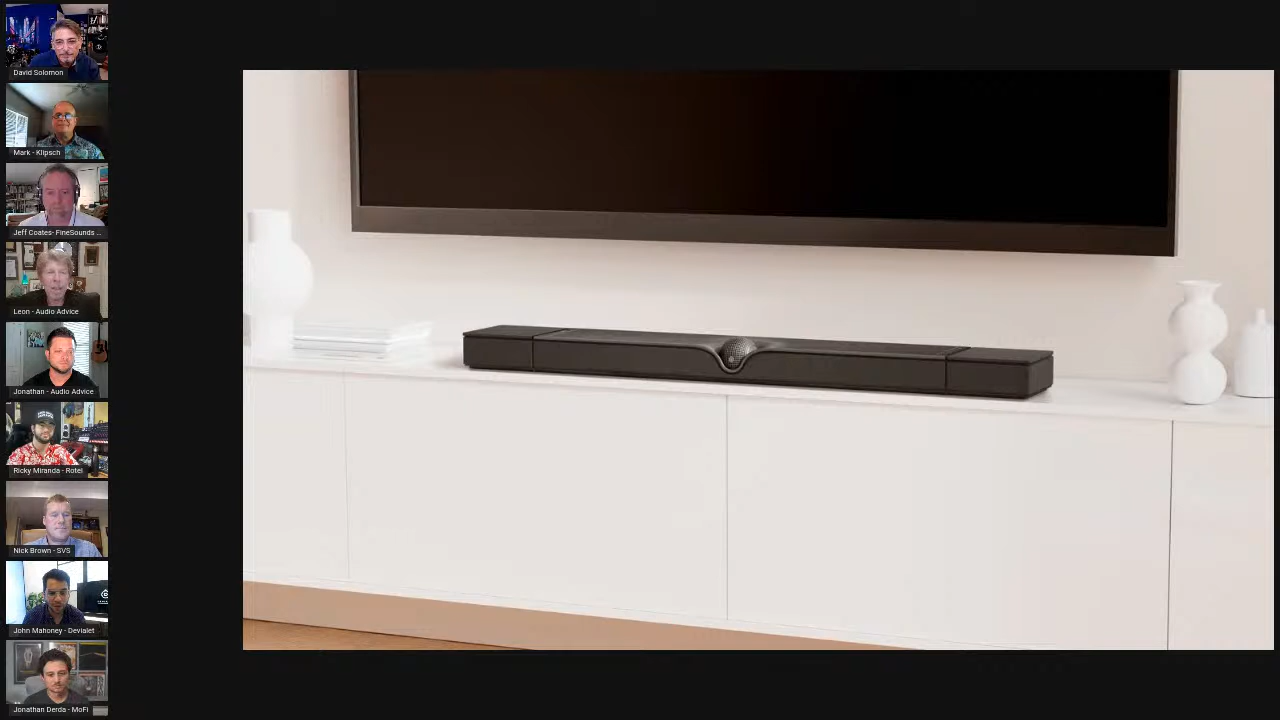 David Solomon
Mark - Klipsch
Jeff Coates- FineSounds ...
Leon - Audio Advice
Jonathan - Audio Advice
Ricky Miranda - Rotel
Nick Brown - SVS
John Mahoney - Devialet
Jonathan Derda - MoFi